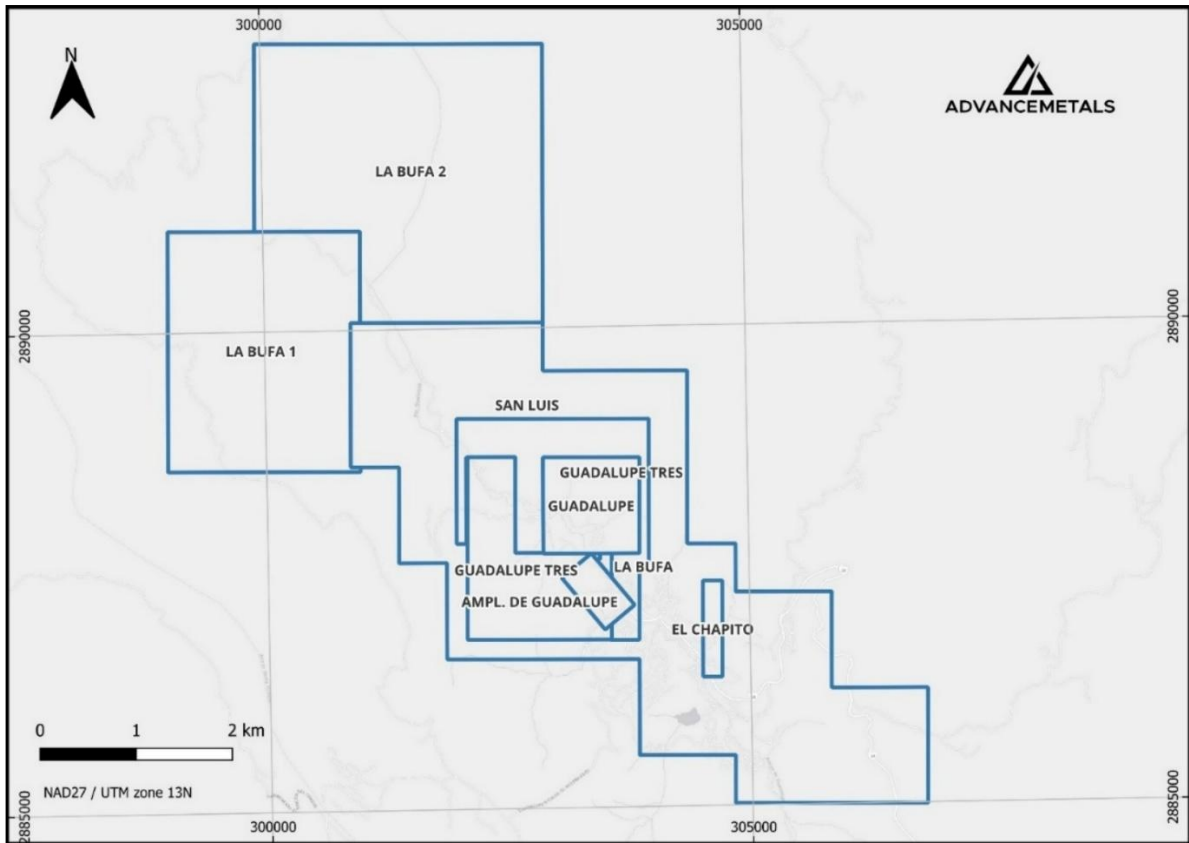 300000
305000
N
ADVANCEMETALS
LA BUFA 2
2890000
2890000
LA BUFA 1
SAN LUIS
GUADALUPE TRES
GUADALUPE
GUADALUPE TRES
LA BUFA
AMPL. DE GUADALUPE
EL CHAPITO
0 1 2 km
NAD27 / UTM zone 13N
2885000
2885000
300000
305000